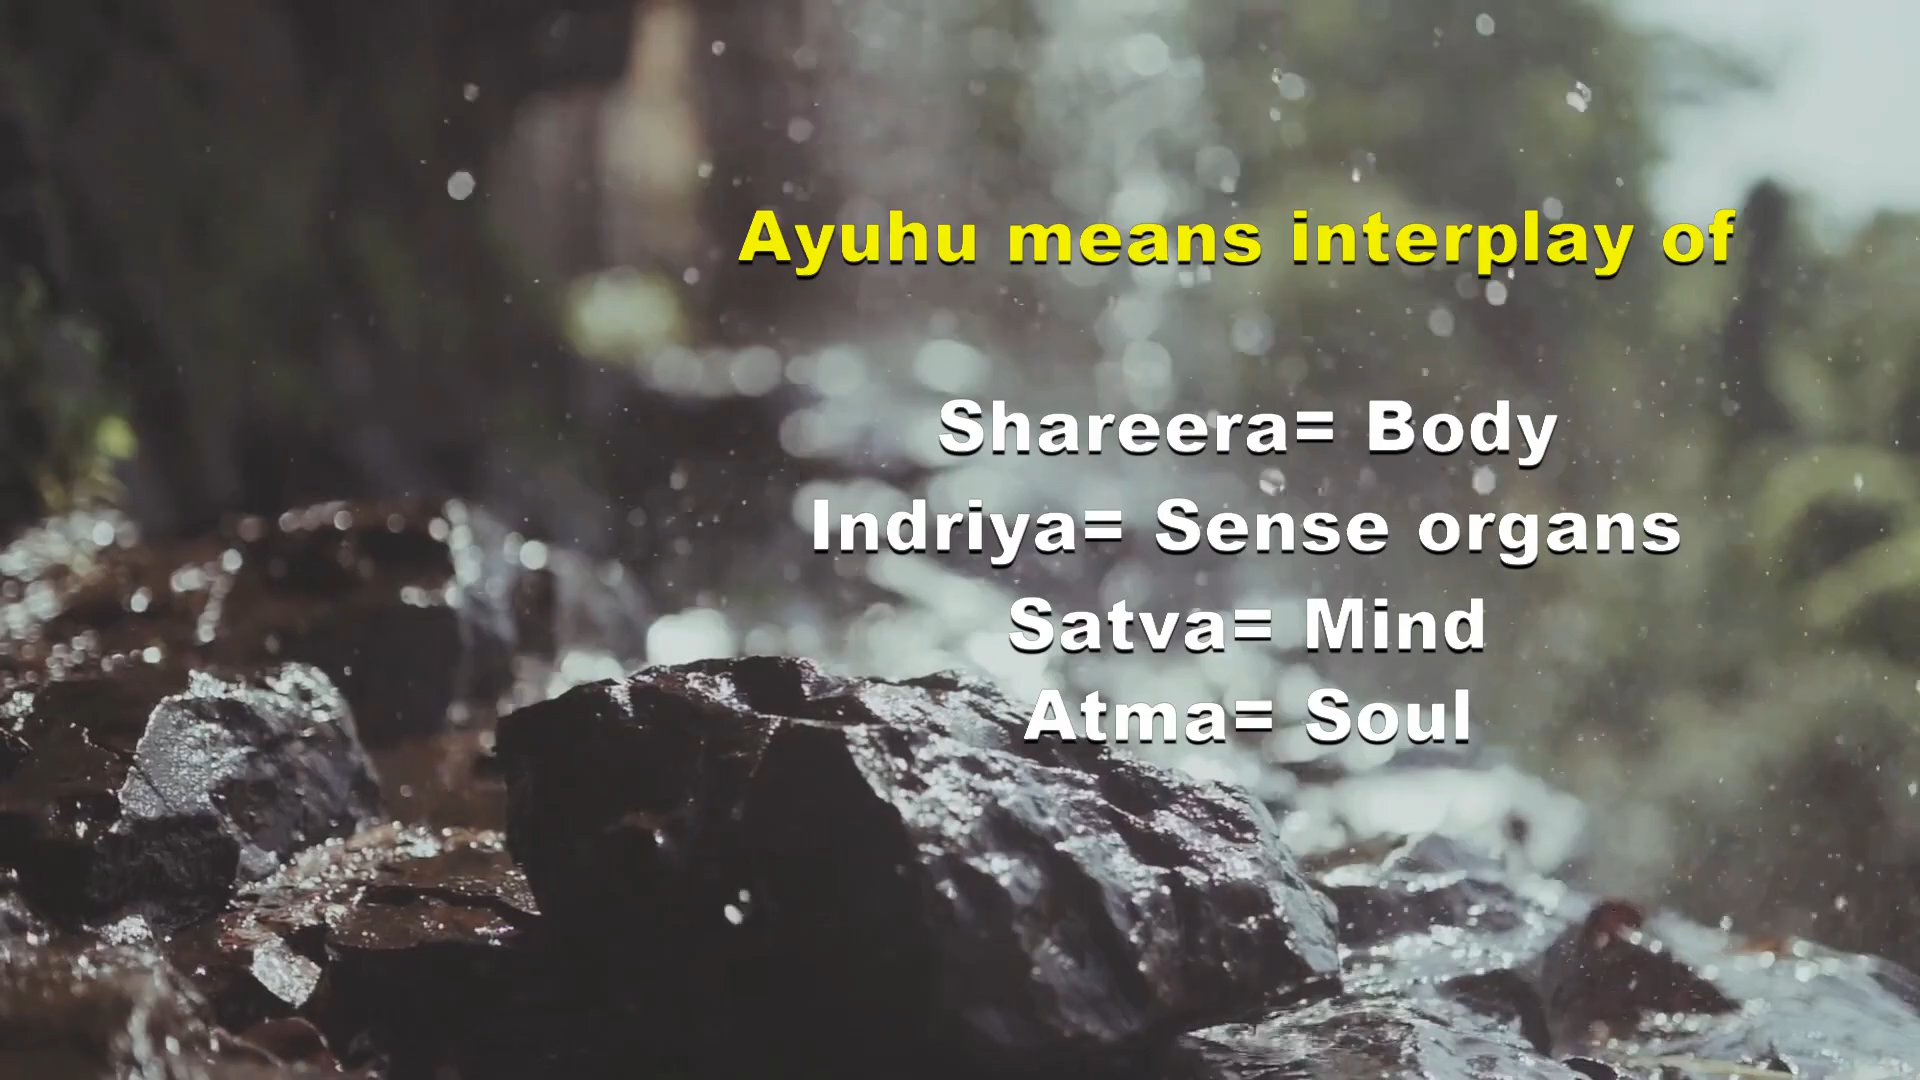 Ayuhu means interplay of
Shareera= Body
Indriya= Sense organs
Satva= Mind
Atma= Soul